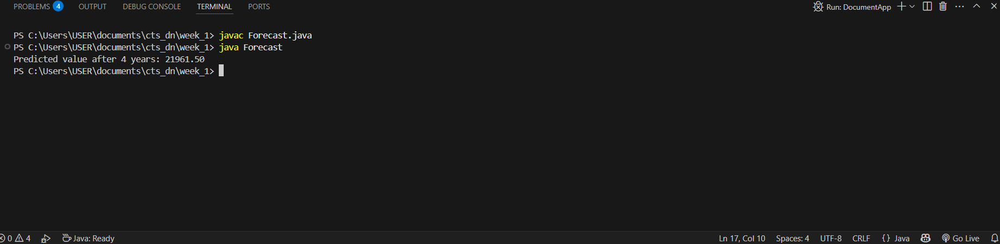 PROBLEMS 4 OUTPUT DEBUG CONSOLE TERMINAL PORTS Run: DocumentApp
PS C:\Users\USER\documents\cts_dn\week_1> javac Forecast.java
PS C:\Users\USER\documents\cts_dn\week_1> java Forecast
Predicted value after 4 years: 21961.50
PS C:\Users\USER\documents\cts_dn\week_1>
0 4 Java: Ready Ln 17, Col 10 Spaces: 4 UTF-8 CRLF {} Java Go Live